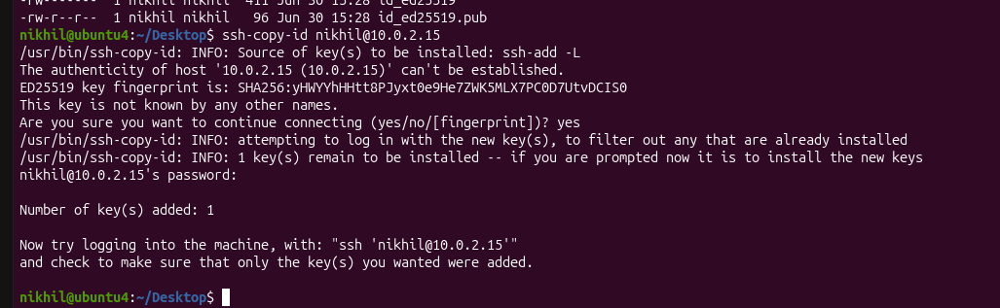 -rw-------  1 nikhil nikhil  411 Jun 30 15:28 id_ed25519
-rw-r--r--  1 nikhil nikhil   96 Jun 30 15:28 id_ed25519.pub
nikhil@ubuntu4:~/Desktop$ ssh-copy-id nikhil@10.0.2.15
/usr/bin/ssh-copy-id: INFO: Source of key(s) to be installed: ssh-add -L
The authenticity of host '10.0.2.15 (10.0.2.15)' can't be established.
ED25519 key fingerprint is: SHA256:yHWYYhHHtt8PJyxt0e9He7ZWK5MLX7PC0D7UtvDCIS0
This key is not known by any other names.
Are you sure you want to continue connecting (yes/no/[fingerprint])? yes
/usr/bin/ssh-copy-id: INFO: attempting to log in with the new key(s), to filter out any that are already installed
/usr/bin/ssh-copy-id: INFO: 1 key(s) remain to be installed -- if you are prompted now it is to install the new keys
nikhil@10.0.2.15's password:
Number of key(s) added: 1
Now try logging into the machine, with: "ssh 'nikhil@10.0.2.15'"
and check to make sure that only the key(s) you wanted were added.
nikhil@ubuntu4:~/Desktop$